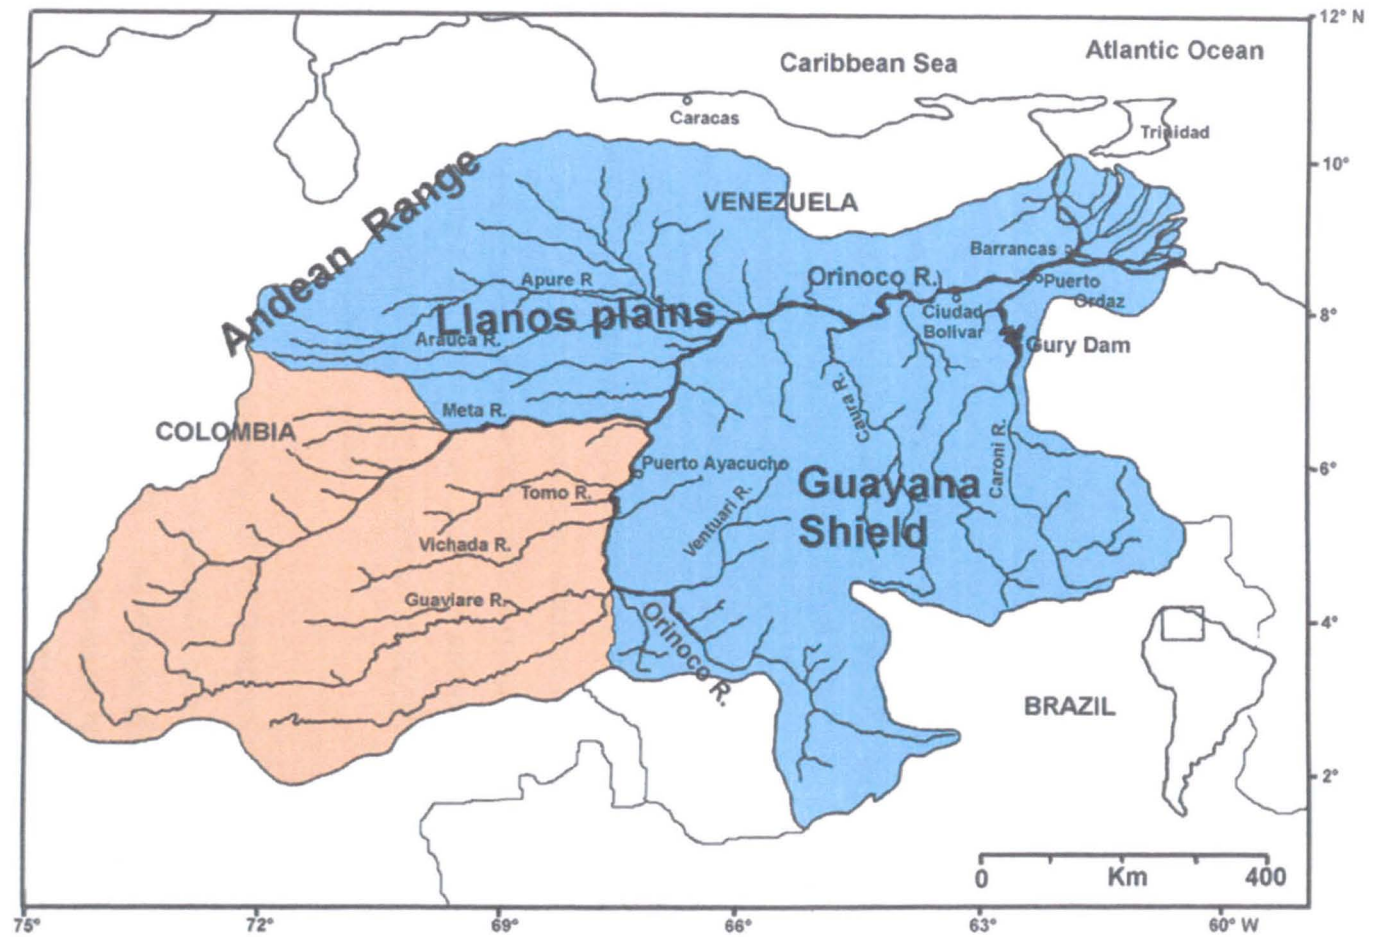 12° N
Atlantic Ocean
Caribbean Sea
Caracas
Trinidad
10°
Andean Range
VENEZUELA
Barrancas
Apure R
Orinoco R.
Puerto
Ordaz
Llanos plains
Ciudad
Bolivar
8°
Arauca R.
Gury Dam
Meta R.
Caura R.
COLOMBIA
Caroni R.
Puerto Ayacucho
6°
Tomo R.
Guayana
Shield
Ventuari R.
Vichada R.
Guaviare R.
Orinoco R.
4°
BRAZIL
2°
0 Km 400
75° 72° 69° 66° 63° 60° W